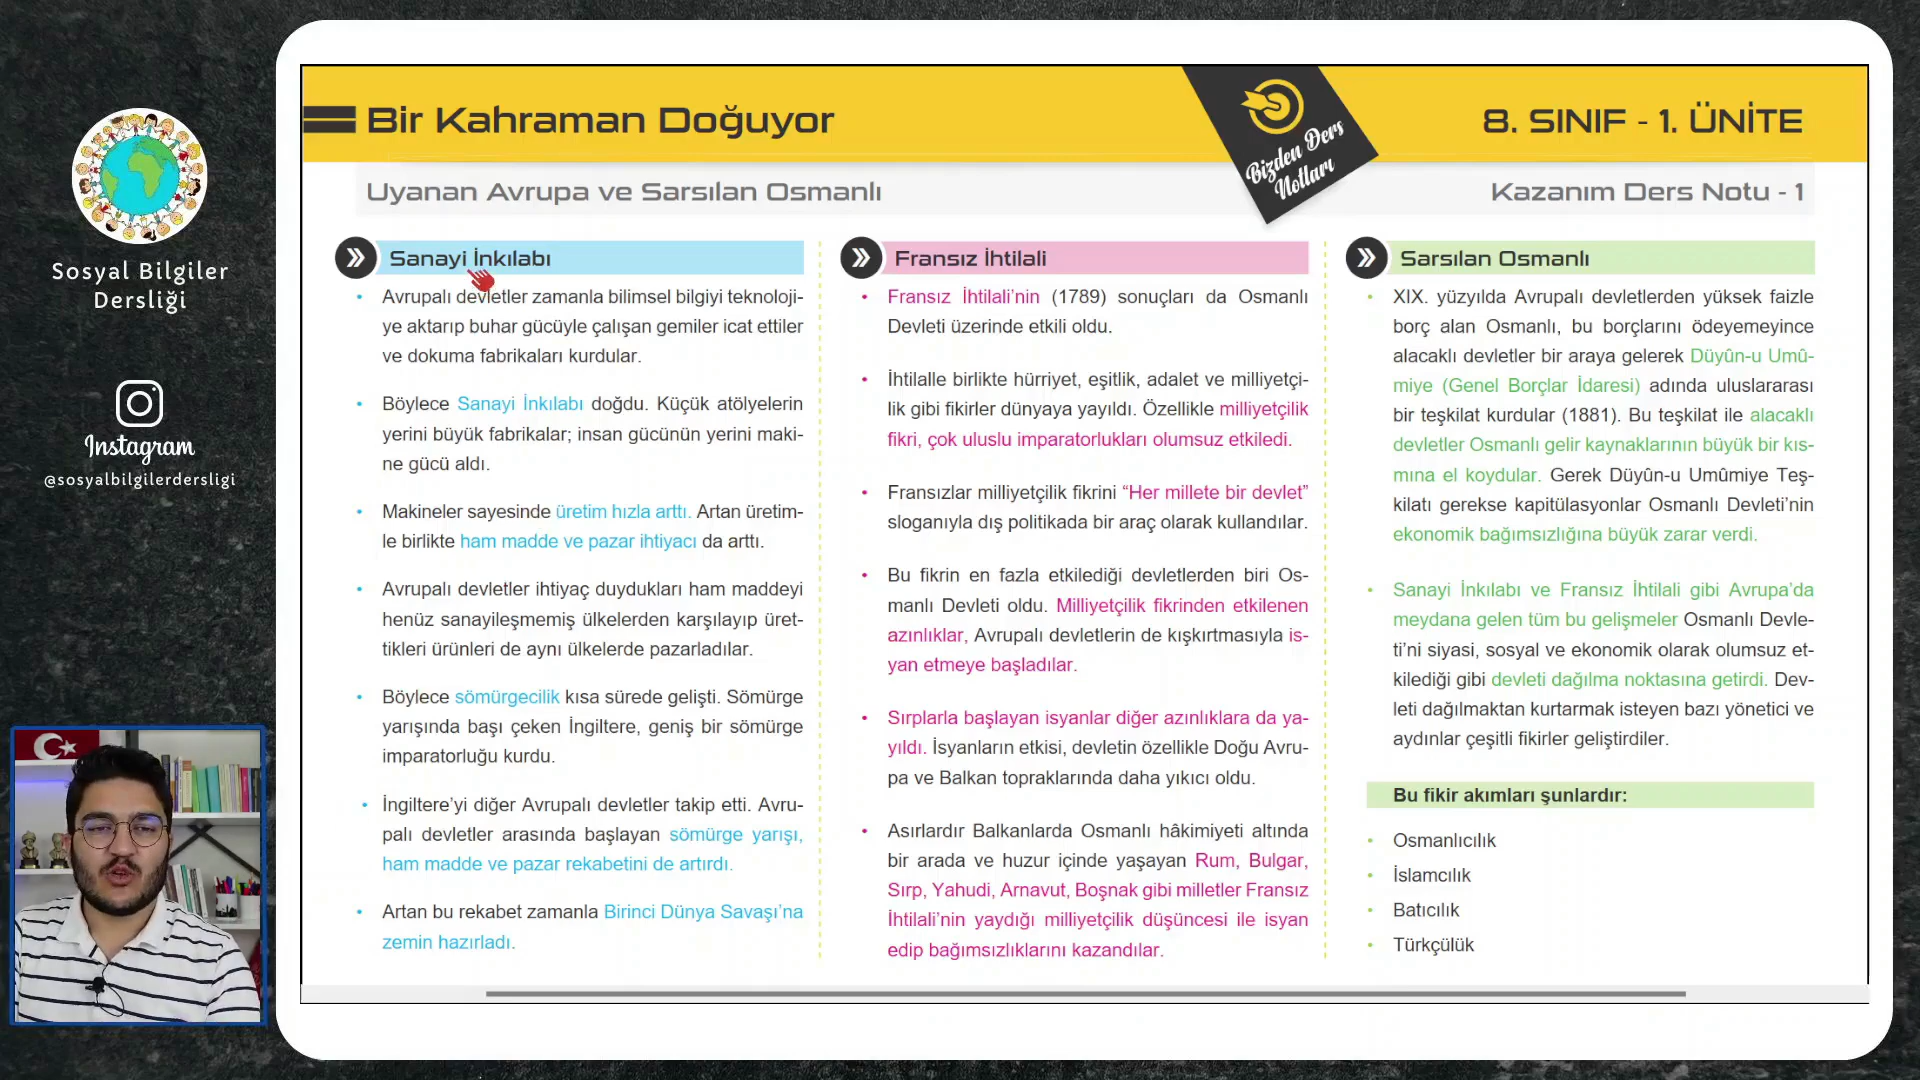 Sosyal Bilgiler
Dersliği
Instagram
@sosyalbilgilerdersligi
Bir Kahraman Doğuyor
Bizden Ders
Notları
8. SINIF - 1. ÜNİTE
Uyanan Avrupa ve Sarsılan Osmanlı
Kazanım Ders Notu - 1
Sanayi İnkılabı
• Avrupalı devletler zamanla bilimsel bilgiyi teknoloji-
ye aktarıp buhar gücüyle çalışan gemiler icat ettiler
ve dokuma fabrikaları kurdular.
• Böylece Sanayi İnkılabı doğdu. Küçük atölyelerin
yerini büyük fabrikalar; insan gücünün yerini maki-
ne gücü aldı.
• Makineler sayesinde üretim hızla arttı. Artan üretim-
le birlikte ham madde ve pazar ihtiyacı da arttı.
• Avrupalı devletler ihtiyaç duydukları ham maddeyi
henüz sanayileşmemiş ülkelerden karşılayıp üret-
tikleri ürünleri de aynı ülkelerde pazarladılar.
• Böylece sömürgecilik kısa sürede gelişti. Sömürge
yarışında başı çeken İngiltere, geniş bir sömürge
imparatorluğu kurdu.
• İngiltere’yi diğer Avrupalı devletler takip etti. Avru-
palı devletler arasında başlayan sömürge yarışı,
ham madde ve pazar rekabetini de artırdı.
• Artan bu rekabet zamanla Birinci Dünya Savaşı’na
zemin hazırladı.
Fransız İhtilali
• Fransız İhtilali’nin (1789) sonuçları da Osmanlı
Devleti üzerinde etkili oldu.
• İhtilalle birlikte hürriyet, eşitlik, adalet ve milliyetçi-
lik gibi fikirler dünyaya yayıldı. Özellikle milliyetçilik
fikri, çok uluslu imparatorlukları olumsuz etkiledi.
• Fransızlar milliyetçilik fikrini “Her millete bir devlet”
sloganıyla dış politikada bir araç olarak kullandılar.
• Bu fikrin en fazla etkilediği devletlerden biri Os-
manlı Devleti oldu. Milliyetçilik fikrinden etkilenen
azınlıklar, Avrupalı devletlerin de kışkırtmasıyla is-
yan etmeye başladılar.
• Sırplarla başlayan isyanlar diğer azınlıklara da ya-
yıldı. İsyanların etkisi, devletin özellikle Doğu Avru-
pa ve Balkan topraklarında daha yıkıcı oldu.
• Asırlardır Balkanlarda Osmanlı hâkimiyeti altında
bir arada ve huzur içinde yaşayan Rum, Bulgar,
Sırp, Yahudi, Arnavut, Boşnak gibi milletler Fransız
İhtilali’nin yaydığı milliyetçilik düşüncesi ile isyan
edip bağımsızlıklarını kazandılar.
Sarsılan Osmanlı
• XIX. yüzyılda Avrupalı devletlerden yüksek faizle
borç alan Osmanlı, bu borçlarını ödeyemeyince
alacaklı devletler bir araya gelerek Düyûn-u Umû-
miye (Genel Borçlar İdaresi) adında uluslararası
bir teşkilat kurdular (1881). Bu teşkilat ile alacaklı
devletler Osmanlı gelir kaynaklarının büyük bir kıs-
mına el koydular. Gerek Düyûn-u Umûmiye Teş-
kilatı gerekse kapitülasyonlar Osmanlı Devleti’nin
ekonomik bağımsızlığına büyük zarar verdi.
• Sanayi İnkılabı ve Fransız İhtilali gibi Avrupa’da
meydana gelen tüm bu gelişmeler Osmanlı Devle-
ti’ni siyasi, sosyal ve ekonomik olarak olumsuz et-
kilediği gibi devleti dağılma noktasına getirdi. Dev-
leti dağılmaktan kurtarmak isteyen bazı yönetici ve
aydınlar çeşitli fikirler geliştirdiler.
Bu fikir akımları şunlardır:
• Osmanlıcılık
• İslamcılık
• Batıcılık
• Türkçülük